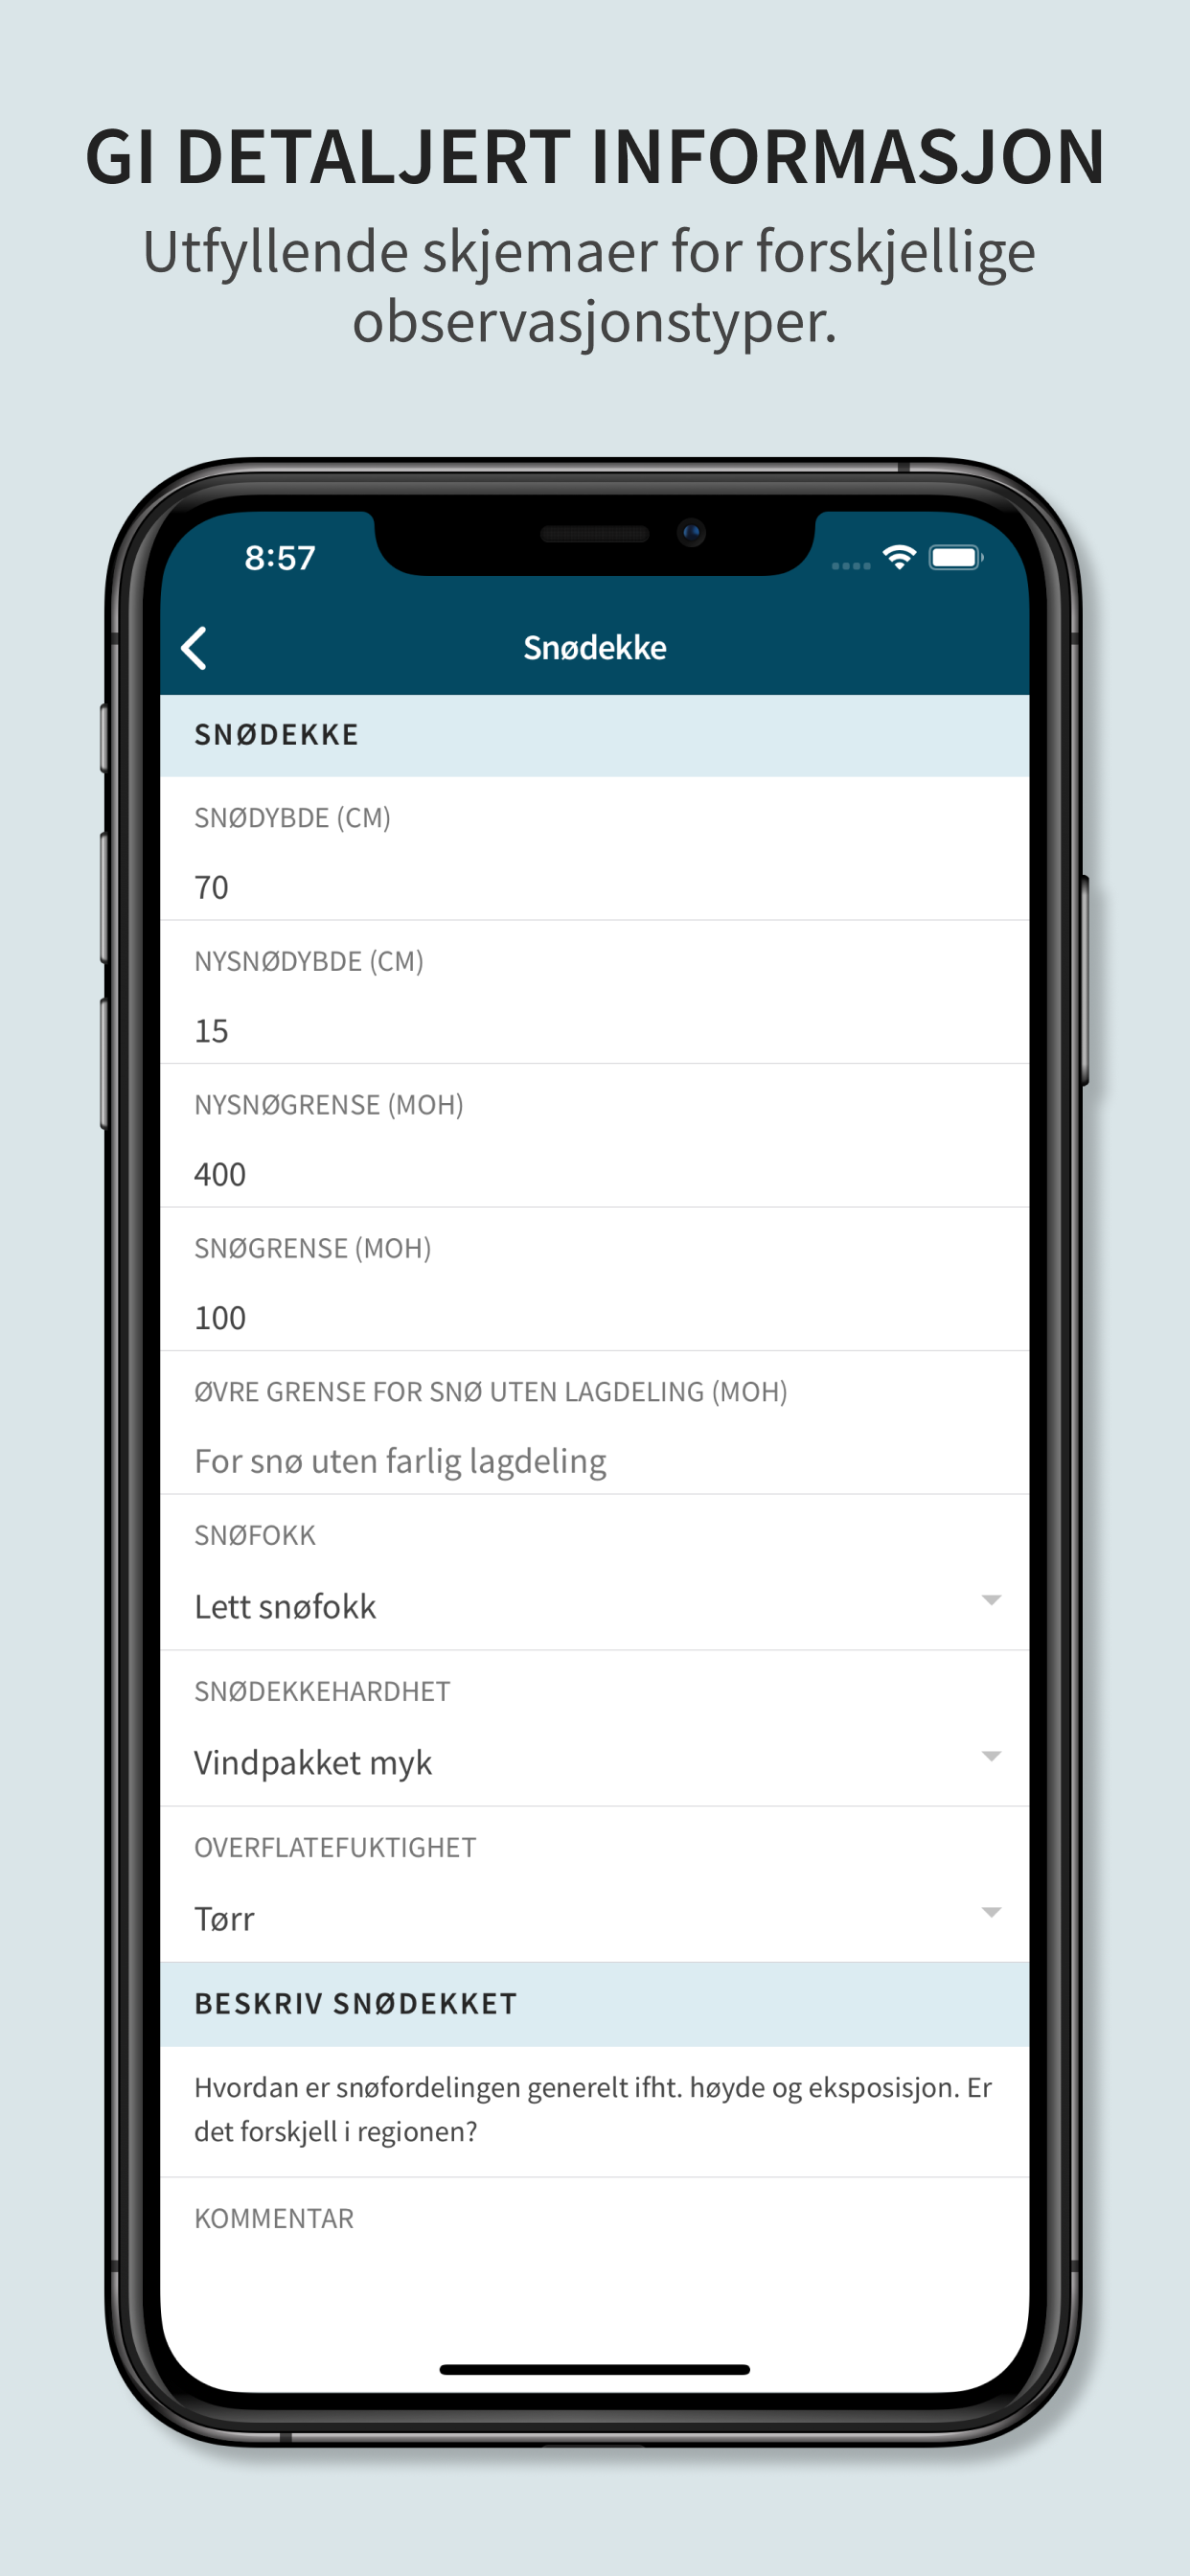 GI DETALJERT INFORMASJON
Utfyllende skjemaer for forskjellige
observasjonstyper.
8:57
Snødekke
SNØDEKKE
SNØDYBDE (CM)
70
NYSNØDYBDE (CM)
15
NYSNØGRENSE (MOH)
400
SNØGRENSE (MOH)
100
ØVRE GRENSE FOR SNØ UTEN LAGDELING (MOH)
For snø uten farlig lagdeling
SNØFOKK
Lett snøfokk
SNØDEKKEHARDHET
Vindpakket myk
OVERFLATEFUKTIGHET
Tørr
BESKRIV SNØDEKKET
Hvordan er snøfordelingen generelt ifht. høyde og eksposisjon. Er
det forskjell i regionen?
KOMMENTAR